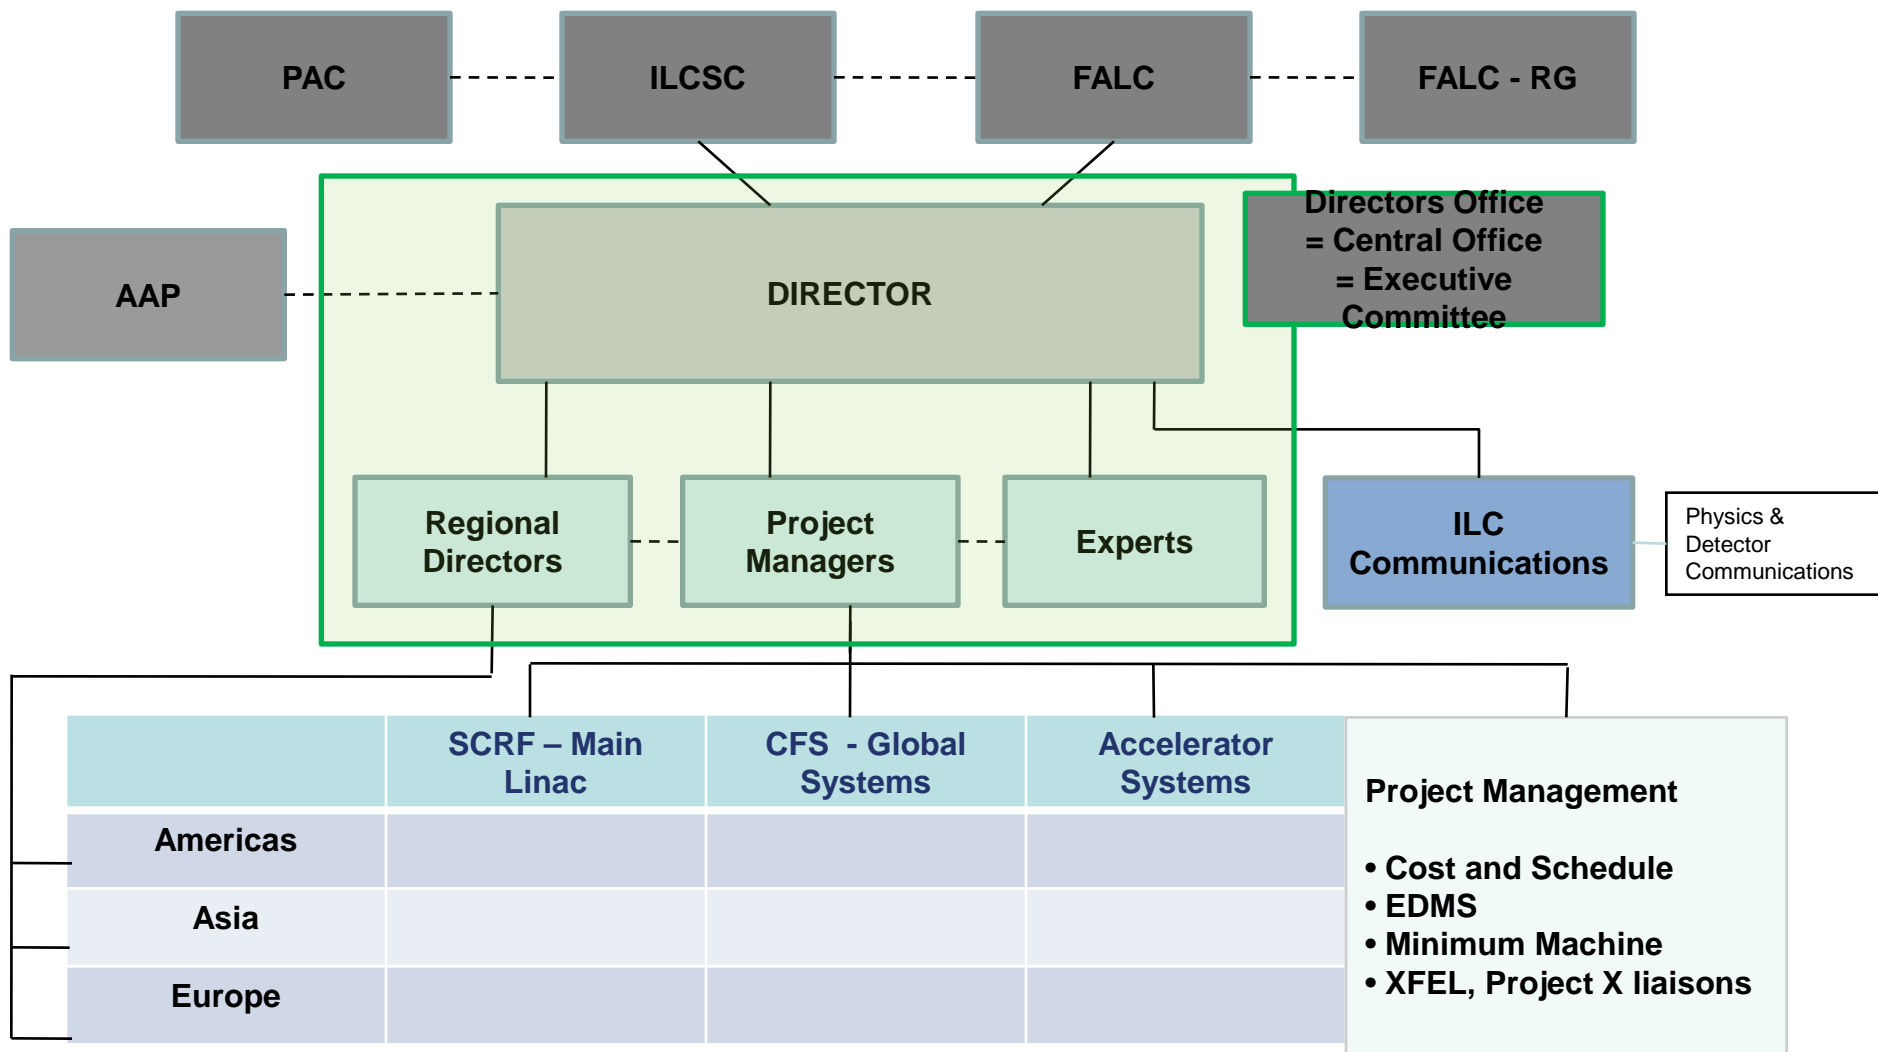 PAC
ILCSC
FALC
FALC - RG
Directors Office
= Central Office
= Executive
Committee
AAP
DIRECTOR
Regional
Directors
Project
Managers
Experts
ILC
Communications
Physics &
Detector
Communications
SCRF – Main
Linac
CFS - Global
Systems
Accelerator
Systems
Project Management
• Cost and Schedule
• EDMS
• Minimum Machine
• XFEL, Project X liaisons
Americas
Asia
Europe